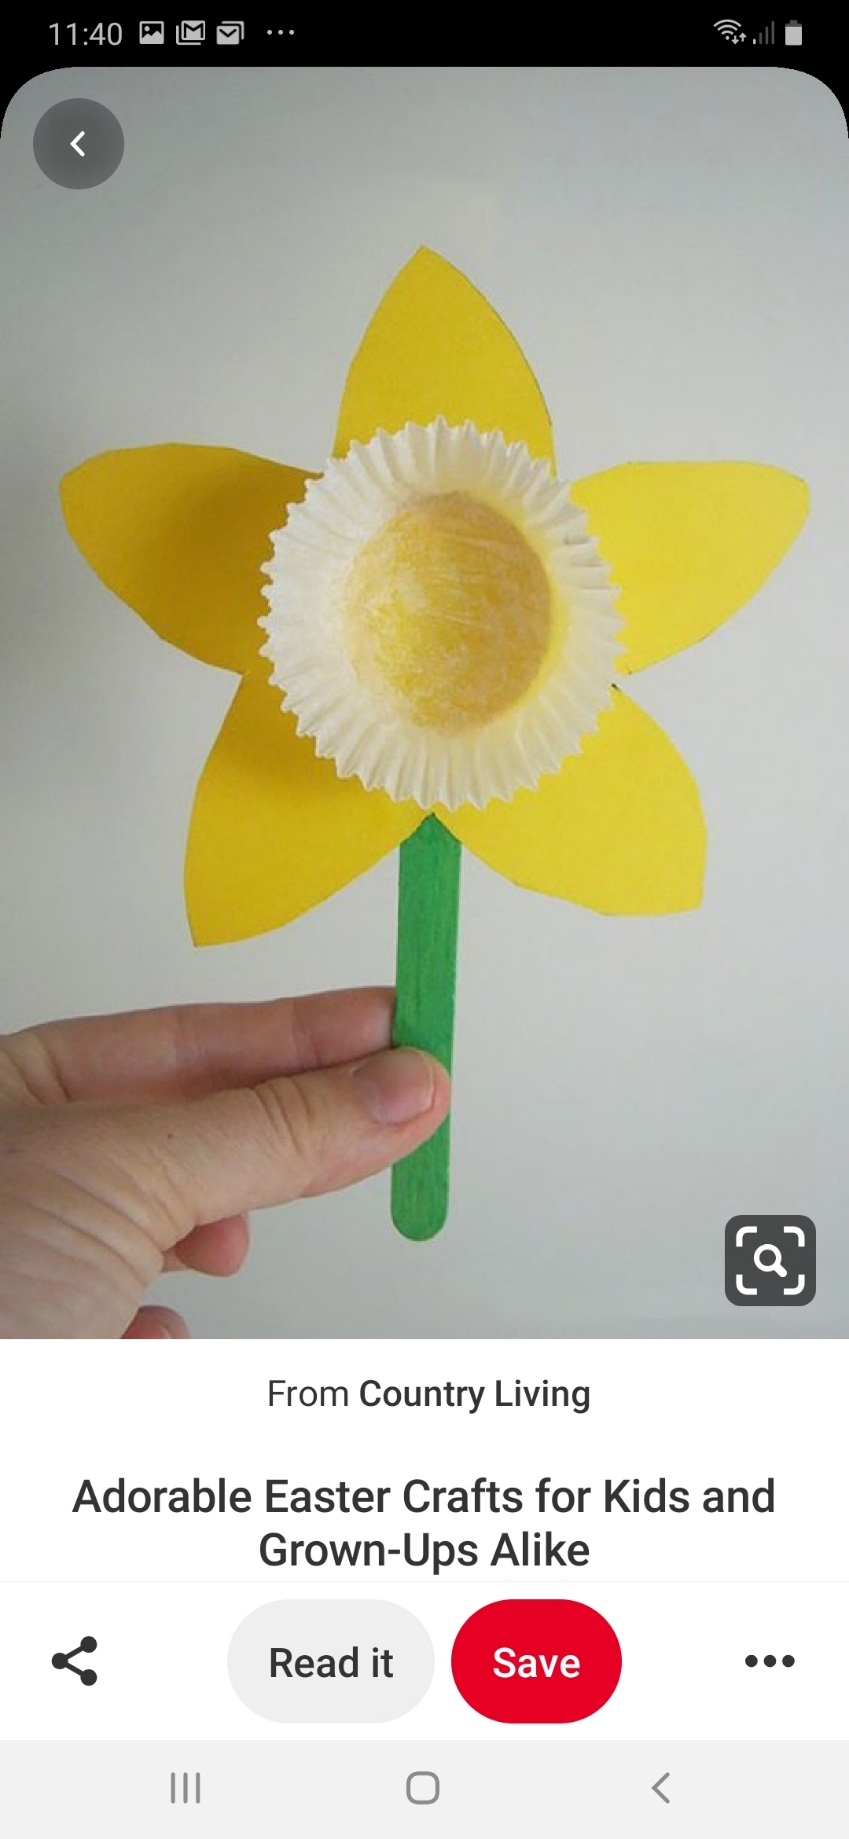 11:40
From Country Living
Adorable Easter Crafts for Kids and
Grown-Ups Alike
Read it
Save